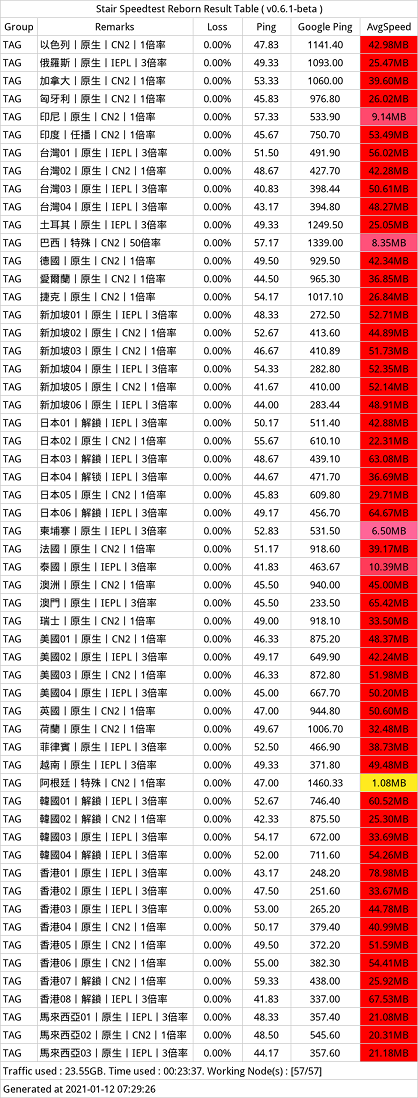 Stair Speedtest Reborn Result Table ( v0.6.1-beta )
Group Remarks Loss Ping Google Ping AvgSpeed
TAG 以色列丨原生丨CN2丨1倍率 0.00% 47.83 1141.40 42.98MB
TAG 俄羅斯丨原生丨IEPL丨3倍率 0.00% 49.33 1093.00 25.47MB
TAG 加拿大丨原生丨CN2丨1倍率 0.00% 53.33 1060.00 39.60MB
TAG 匈牙利丨原生丨CN2丨1倍率 0.00% 45.83 976.80 26.02MB
TAG 印尼丨原生丨CN2丨1倍率 0.00% 57.33 533.90 9.14MB
TAG 印度丨任播丨CN2丨1倍率 0.00% 45.67 750.70 53.49MB
TAG 台灣01丨原生丨IEPL丨3倍率 0.00% 51.50 491.90 56.02MB
TAG 台灣02丨原生丨CN2丨1倍率 0.00% 48.67 427.70 42.28MB
TAG 台灣03丨原生丨IEPL丨3倍率 0.00% 40.83 398.44 50.61MB
TAG 台灣04丨原生丨IEPL丨3倍率 0.00% 43.17 394.80 48.27MB
TAG 土耳其丨原生丨IEPL丨3倍率 0.00% 49.33 1249.50 25.05MB
TAG 巴西丨特殊丨CN2丨50倍率 0.00% 57.17 1339.00 8.35MB
TAG 德國丨原生丨CN2丨1倍率 0.00% 49.50 929.50 42.34MB
TAG 愛爾蘭丨原生丨CN2丨1倍率 0.00% 44.50 965.30 36.85MB
TAG 捷克丨原生丨CN2丨1倍率 0.00% 54.17 1017.10 26.84MB
TAG 新加坡01丨原生丨IEPL丨3倍率 0.00% 48.33 272.50 52.71MB
TAG 新加坡02丨原生丨CN2丨1倍率 0.00% 52.67 413.60 44.89MB
TAG 新加坡03丨原生丨CN2丨1倍率 0.00% 46.67 410.89 51.73MB
TAG 新加坡04丨原生丨IEPL丨3倍率 0.00% 54.33 282.80 52.35MB
TAG 新加坡05丨原生丨CN2丨1倍率 0.00% 41.67 410.00 52.14MB
TAG 新加坡06丨原生丨IEPL丨3倍率 0.00% 44.00 283.44 48.91MB
TAG 日本01丨解鎖丨IEPL丨3倍率 0.00% 50.17 511.40 42.88MB
TAG 日本02丨原生丨CN2丨1倍率 0.00% 55.67 610.10 22.31MB
TAG 日本03丨解鎖丨IEPL丨3倍率 0.00% 48.67 439.10 63.08MB
TAG 日本04丨解锁丨IEPL丨3倍率 0.00% 44.67 471.70 36.69MB
TAG 日本05丨原生丨CN2丨1倍率 0.00% 45.83 609.80 29.71MB
TAG 日本06丨解鎖丨IEPL丨3倍率 0.00% 49.17 456.70 64.67MB
TAG 柬埔寨丨原生丨IEPL丨3倍率 0.00% 52.83 531.50 6.50MB
TAG 法國丨原生丨CN2丨1倍率 0.00% 51.17 918.60 39.17MB
TAG 泰國丨原生丨IEPL丨3倍率 0.00% 41.83 463.67 10.39MB
TAG 澳洲丨原生丨CN2丨1倍率 0.00% 45.50 940.00 45.00MB
TAG 澳門丨原生丨IEPL丨3倍率 0.00% 45.50 233.50 65.42MB
TAG 瑞士丨原生丨CN2丨1倍率 0.00% 49.00 918.10 33.50MB
TAG 美國01丨原生丨CN2丨1倍率 0.00% 46.33 875.20 48.37MB
TAG 美國02丨原生丨IEPL丨3倍率 0.00% 49.17 649.90 42.24MB
TAG 美國03丨原生丨CN2丨1倍率 0.00% 46.33 872.80 51.98MB
TAG 美國04丨原生丨IEPL丨3倍率 0.00% 45.00 667.70 50.20MB
TAG 英國丨原生丨CN2丨1倍率 0.00% 47.00 944.80 50.60MB
TAG 荷蘭丨原生丨CN2丨1倍率 0.00% 49.67 1006.70 32.48MB
TAG 菲律賓丨原生丨IEPL丨3倍率 0.00% 52.50 466.90 38.73MB
TAG 越南丨原生丨IEPL丨3倍率 0.00% 49.33 371.80 49.48MB
TAG 阿根廷丨特殊丨CN2丨1倍率 0.00% 47.00 1460.33 1.08MB
TAG 韓國01丨解鎖丨IEPL丨3倍率 0.00% 52.67 746.40 60.52MB
TAG 韓國02丨解鎖丨CN2丨1倍率 0.00% 42.33 875.50 25.30MB
TAG 韓國03丨原生丨IEPL丨3倍率 0.00% 54.17 672.00 33.69MB
TAG 韓國04丨解鎖丨IEPL丨3倍率 0.00% 52.00 711.60 54.26MB
TAG 香港01丨原生丨IEPL丨3倍率 0.00% 43.17 248.20 78.98MB
TAG 香港02丨原生丨IEPL丨3倍率 0.00% 47.50 251.60 33.67MB
TAG 香港03丨原生丨IEPL丨3倍率 0.00% 53.00 265.20 44.78MB
TAG 香港04丨原生丨CN2丨1倍率 0.00% 50.17 379.40 40.99MB
TAG 香港05丨原生丨CN2丨1倍率 0.00% 49.50 372.20 51.59MB
TAG 香港06丨原生丨CN2丨1倍率 0.00% 55.00 382.30 54.41MB
TAG 香港07丨解鎖丨CN2丨1倍率 0.00% 59.33 438.00 25.92MB
TAG 香港08丨解鎖丨IEPL丨3倍率 0.00% 41.83 337.00 67.53MB
TAG 馬來西亞01丨原生丨IEPL丨3倍率 0.00% 48.33 357.40 21.08MB
TAG 馬來西亞02丨原生丨CN2丨1倍率 0.00% 48.50 545.60 20.31MB
TAG 馬來西亞03丨原生丨IEPL丨3倍率 0.00% 44.17 357.60 21.18MB
Traffic used : 23.55GB. Time used : 00:23:37. Working Node(s) : [57/57]
Generated at 2021-01-12 07:29:26